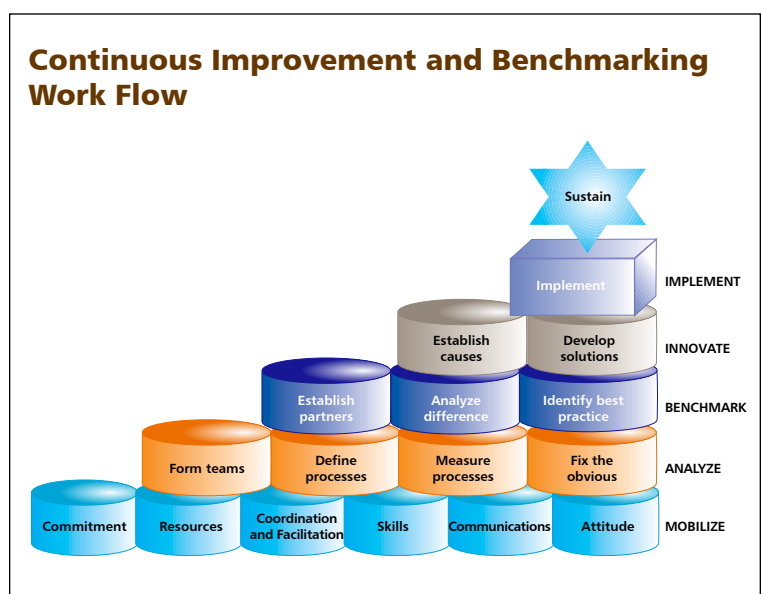 Continuous Improvement and Benchmarking
Work Flow
Sustain
Implement
IMPLEMENT
Establish
causes
Develop
solutions
INNOVATE
Establish
partners
Analyze
difference
Identify best
practice
BENCHMARK
Form teams
Define
processes
Measure
processes
Fix the
obvious
ANALYZE
Commitment
Resources
Coordination
and Facilitation
Skills
Communications
Attitude
MOBILIZE